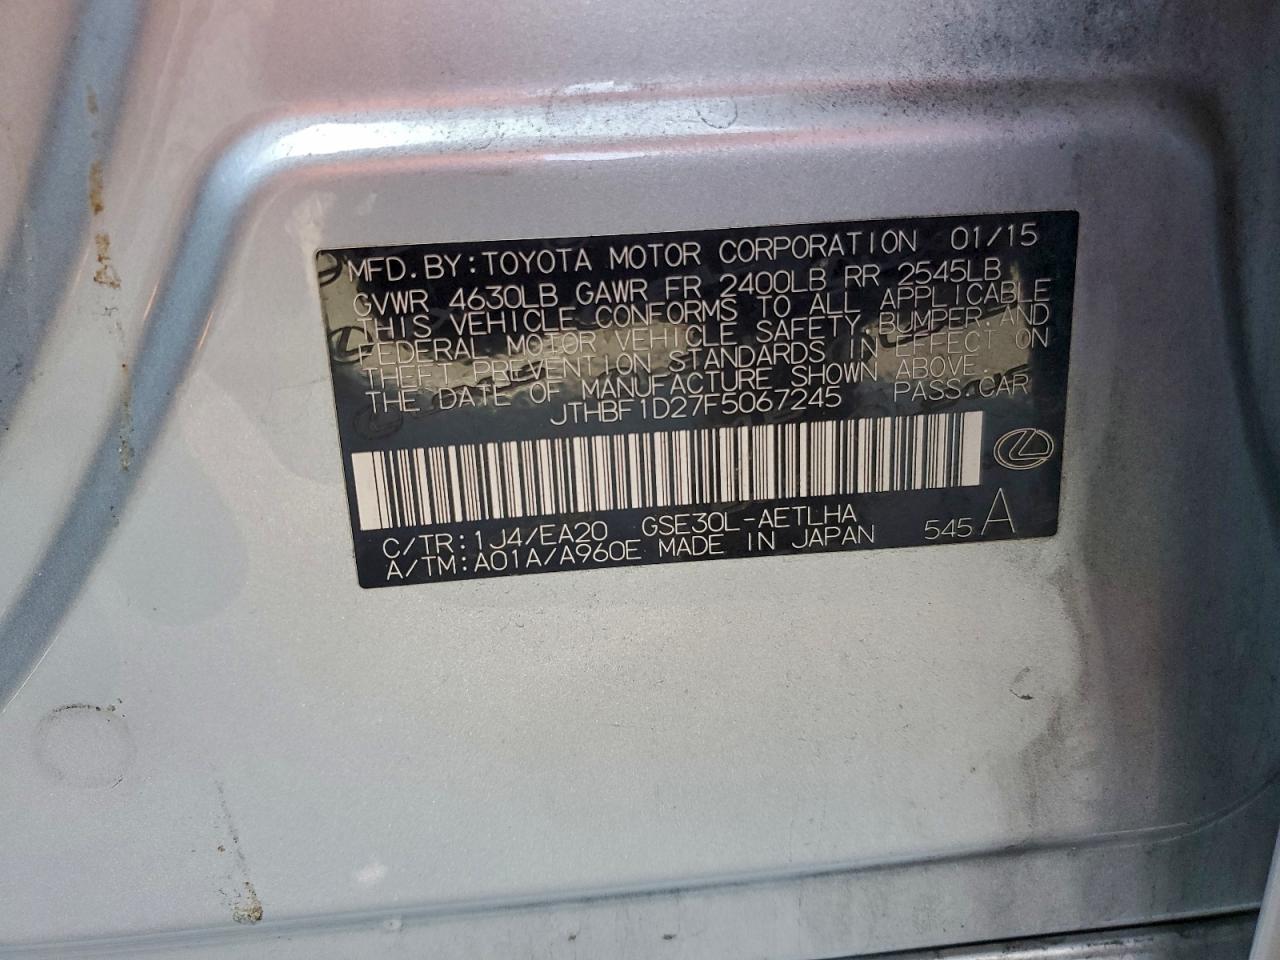 MFD.BY:TOYOTA MOTOR CORPORATION 01/15
GVWR 4630LB GAWR FR 2400LB RR 2545LB
THIS VEHICLE CONFORMS TO ALL APPLICABLE
FEDERAL MOTOR VEHICLE SAFETY,BUMPER,AND
THEFT PREVENTION STANDARDS IN EFFECT ON
THE DATE OF MANUFACTURE SHOWN ABOVE.
JTHBF1D27F5067245 PASS.CAR
C/TR:1J4/EA20 GSE30L-AETLHA
A/TM:A01A/A960E MADE IN JAPAN 545 A